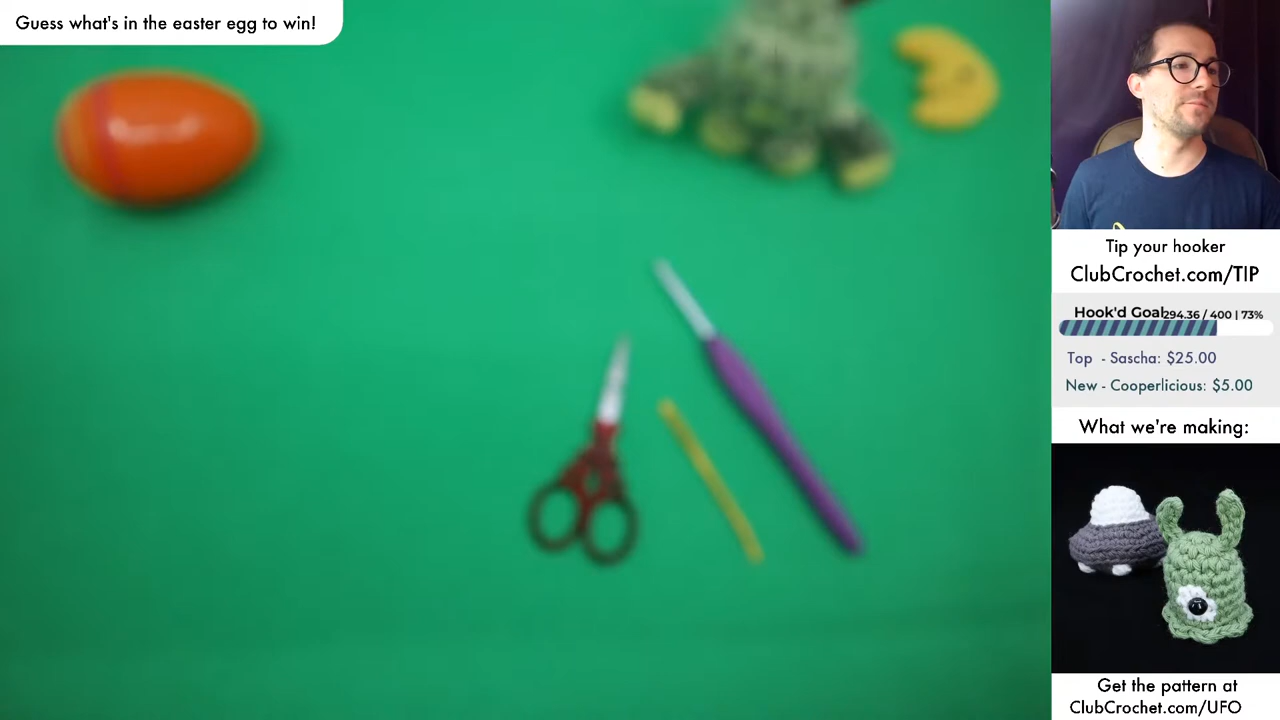 Guess what's in the easter egg to win!
Tip your hooker
ClubCrochet.com/TIP
Hook'd Goal 294.36 / 400 | 73%
Top - Sascha: $25.00
New - Cooperlicious: $5.00
What we're making:
Get the pattern at
ClubCrochet.com/UFO